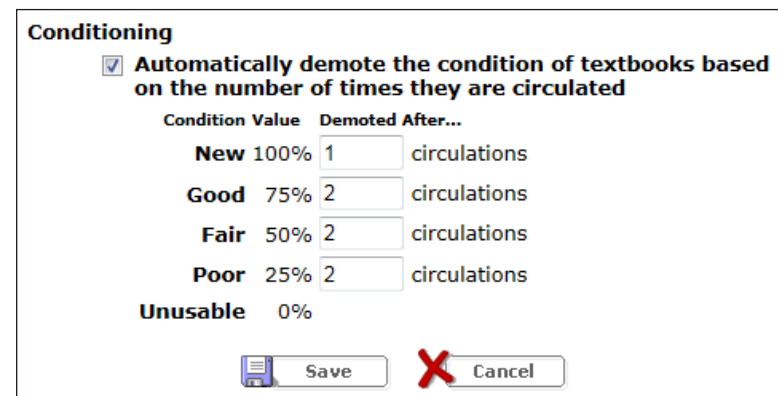 Conditioning
Automatically demote the condition of textbooks based
on the number of times they are circulated
Condition Value Demoted After...
New 100% 1 circulations
Good 75% 2 circulations
Fair 50% 2 circulations
Poor 25% 2 circulations
Unusable 0%
Save Cancel